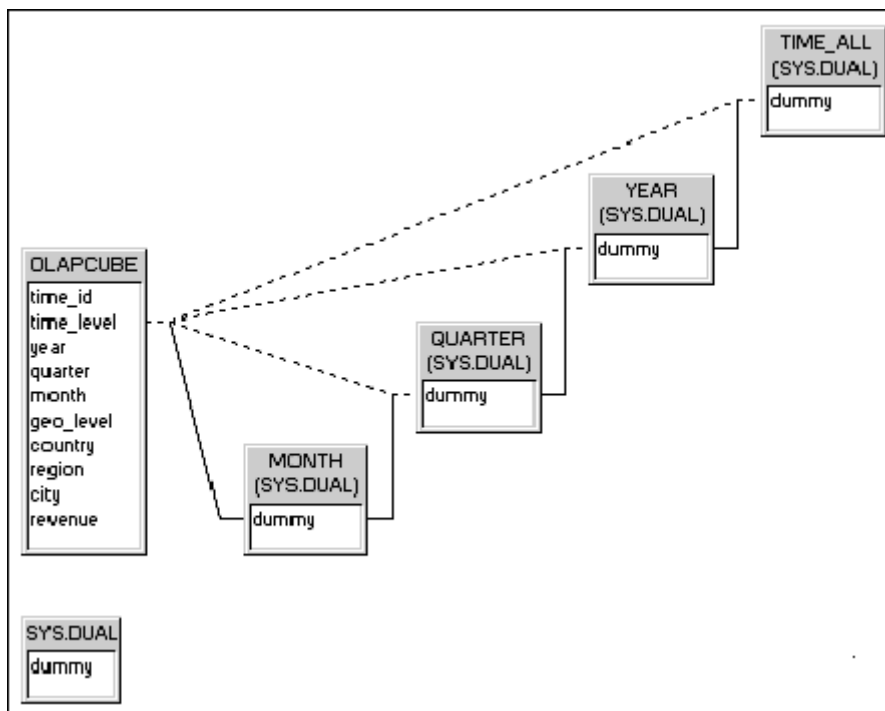 TIME_ALL
(SYS.DUAL)
dummy
YEAR
(SYS.DUAL)
dummy
OLAPCUBE
time_id
time_level
year
quarter
month
geo_level
country
region
city
revenue
QUARTER
(SYS.DUAL)
dummy
MONTH
(SYS.DUAL)
dummy
SYS.DUAL
dummy